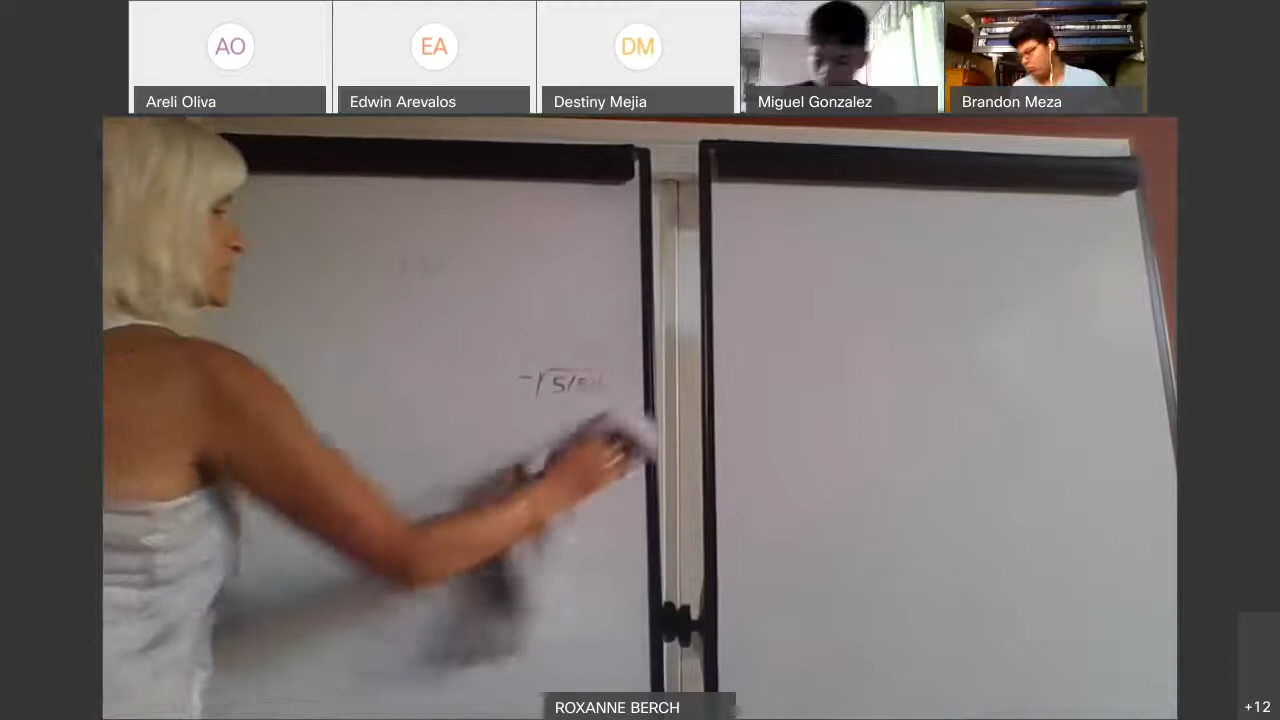 AO
EA
DM
Areli Oliva
Edwin Arevalos
Destiny Mejia
Miguel Gonzalez
Brandon Meza
ROXANNE BERCH
+12